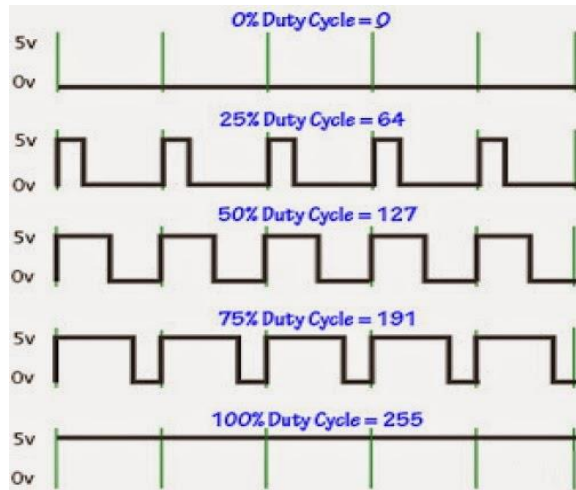 0% Duty Cycle = 0
5v
0v
25% Duty Cycle = 64
5v
0v
50% Duty Cycle = 127
5v
0v
75% Duty Cycle = 191
5v
0v
100% Duty Cycle = 255
5v
0v